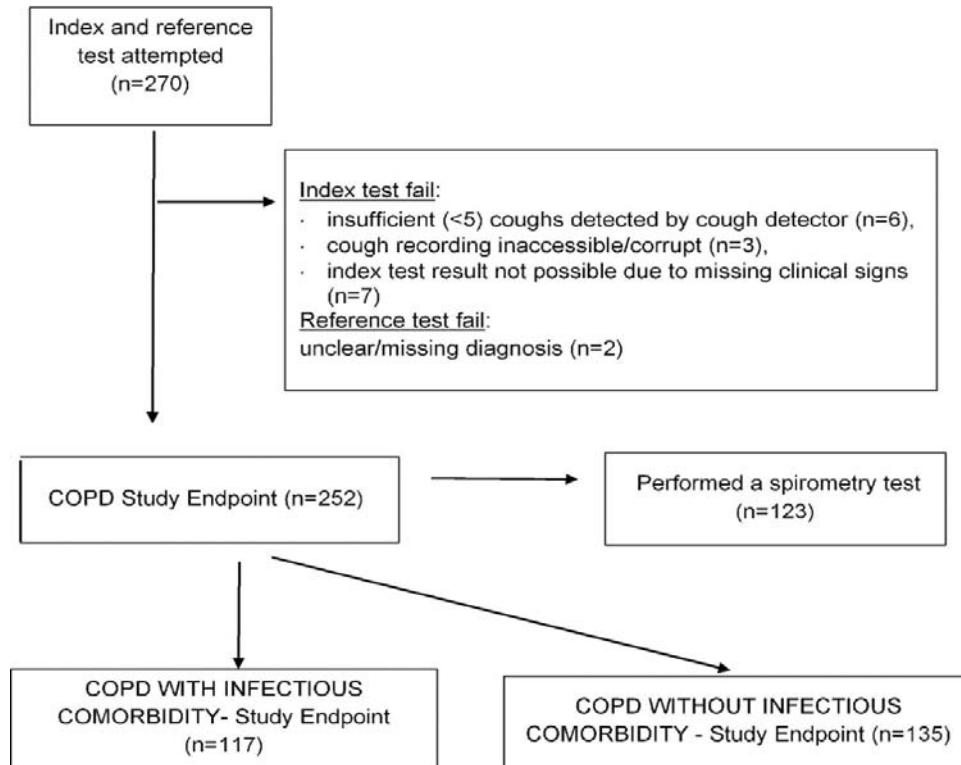 Index and reference
test attempted
(n=270)
Index test fail:
· insufficient (<5) coughs detected by cough detector (n=6),
· cough recording inaccessible/corrupt (n=3),
· index test result not possible due to missing clinical signs
(n=7)
Reference test fail:
unclear/missing diagnosis (n=2)
COPD Study Endpoint (n=252)
Performed a spirometry test
(n=123)
COPD WITH INFECTIOUS
COMORBIDITY- Study Endpoint
(n=117)
COPD WITHOUT INFECTIOUS
COMORBIDITY - Study Endpoint (n=135)